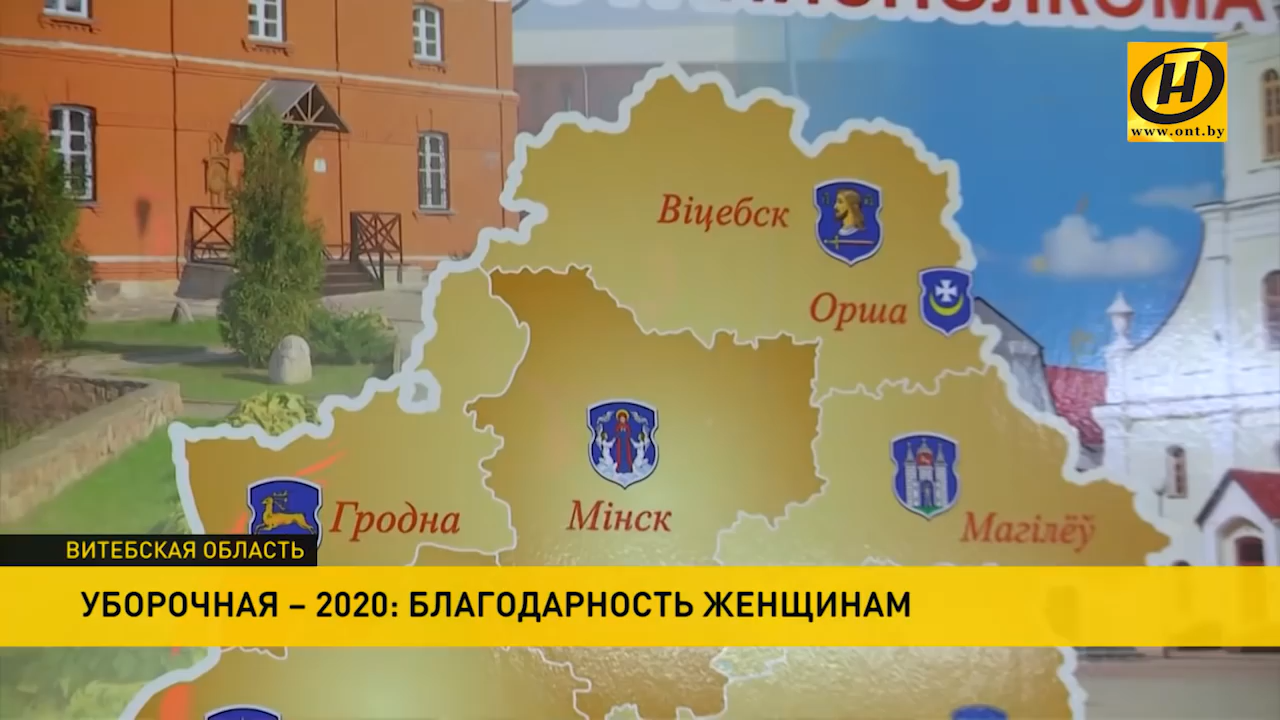 www.ont.by
Віцебск
Орша
Гродна
Мінск
Магілёў
ВИТЕБСКАЯ ОБЛАСТЬ
УБОРОЧНАЯ – 2020: БЛАГОДАРНОСТЬ ЖЕНЩИНАМ